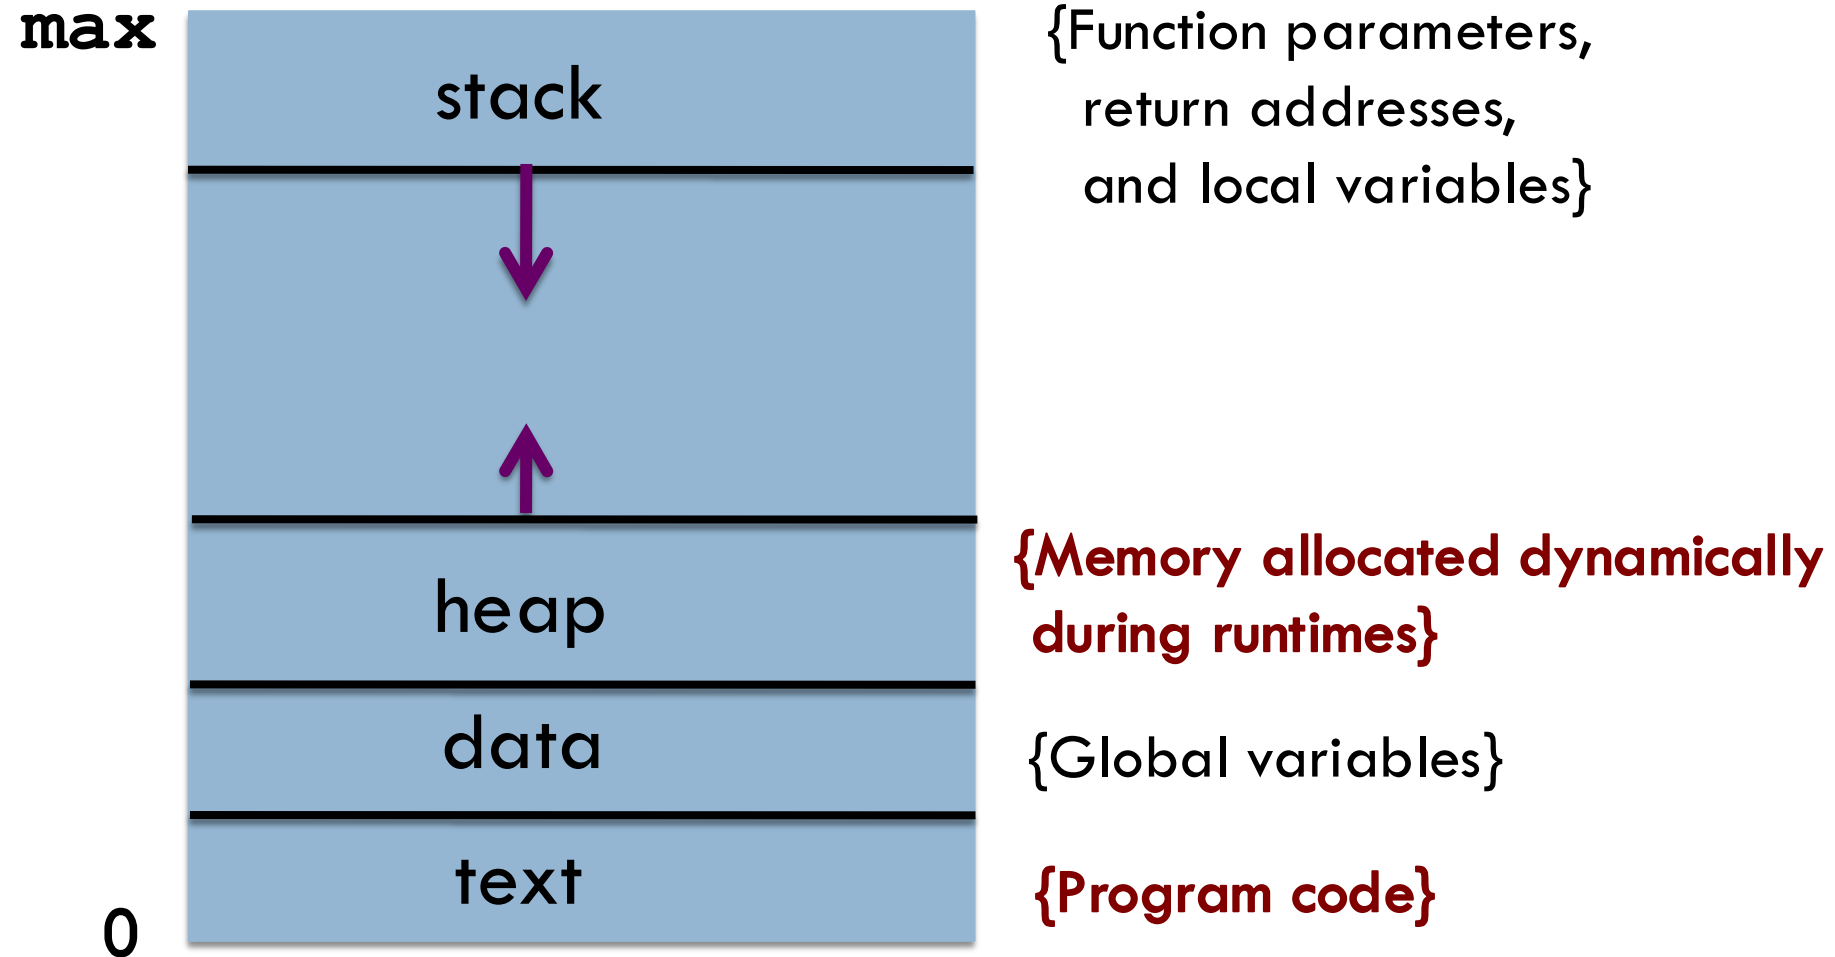 max
stack
{Function parameters,
return addresses,
and local variables}
heap
{Memory allocated dynamically
during runtimes}
data
{Global variables}
text
{Program code}
0